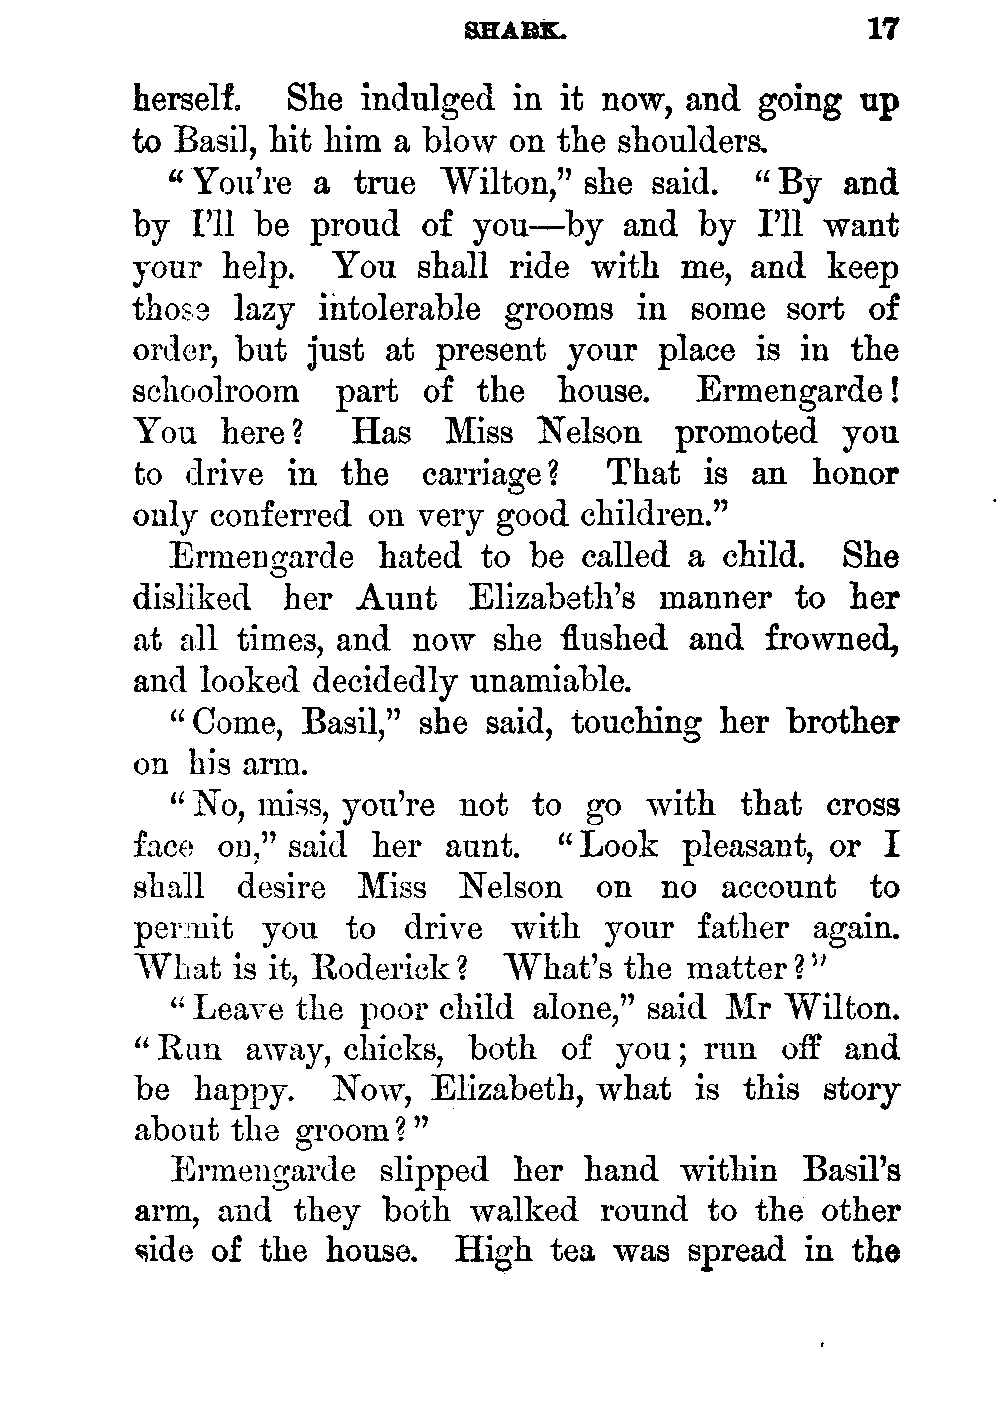 SHARK. 17
herself. She indulged in it now, and going up
to Basil, hit him a blow on the shoulders.
“You're a true Wilton,” she said. “By and
by I'll be proud of you—by and by I'll want
your help. You shall ride with me, and keep
those lazy intolerable grooms in some sort of
order, but just at present your place is in the
schoolroom part of the house. Ermengarde!
You here? Has Miss Nelson promoted you
to drive in the carriage? That is an honor
only conferred on very good children.”
Ermengarde hated to be called a child. She
disliked her Aunt Elizabeth's manner to her
at all times, and now she flushed and frowned,
and looked decidedly unamiable.
“Come, Basil,” she said, touching her brother
on his arm.
“No, miss, you're not to go with that cross
face on,” said her aunt. “Look pleasant, or I
shall desire Miss Nelson on no account to
permit you to drive with your father again.
What is it, Roderick? What's the matter?”
“Leave the poor child alone,” said Mr Wilton.
“Run away, chicks, both of you; run off and
be happy. Now, Elizabeth, what is this story
about the groom?”
Ermengarde slipped her hand within Basil's
arm, and they both walked round to the other
side of the house. High tea was spread in the